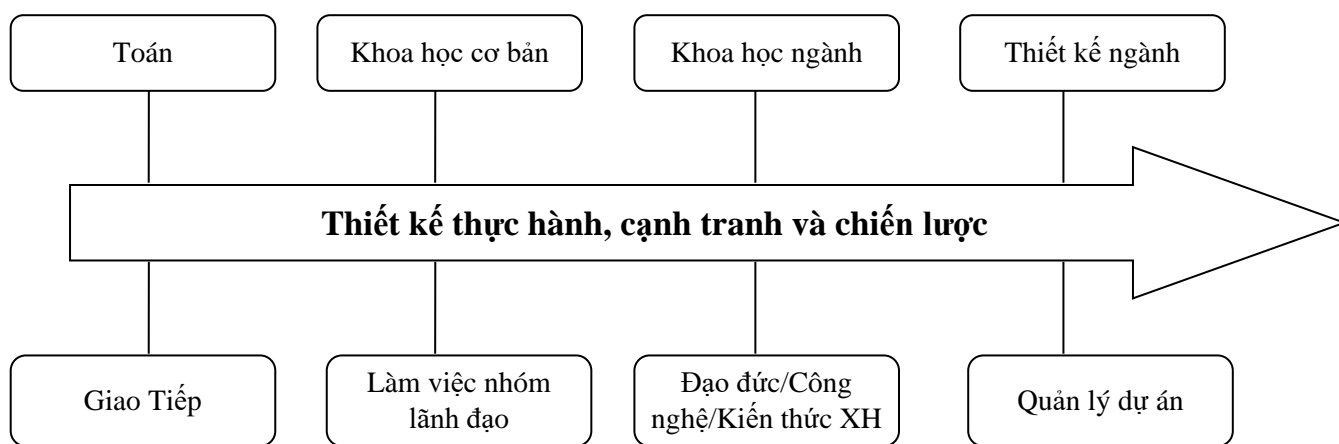 Toán
Khoa học cơ bản
Khoa học ngành
Thiết kế ngành
Thiết kế thực hành, cạnh tranh và chiến lược
Giao Tiếp
Làm việc nhóm
lãnh đạo
Đạo đức/Công
nghệ/Kiến thức XH
Quản lý dự án